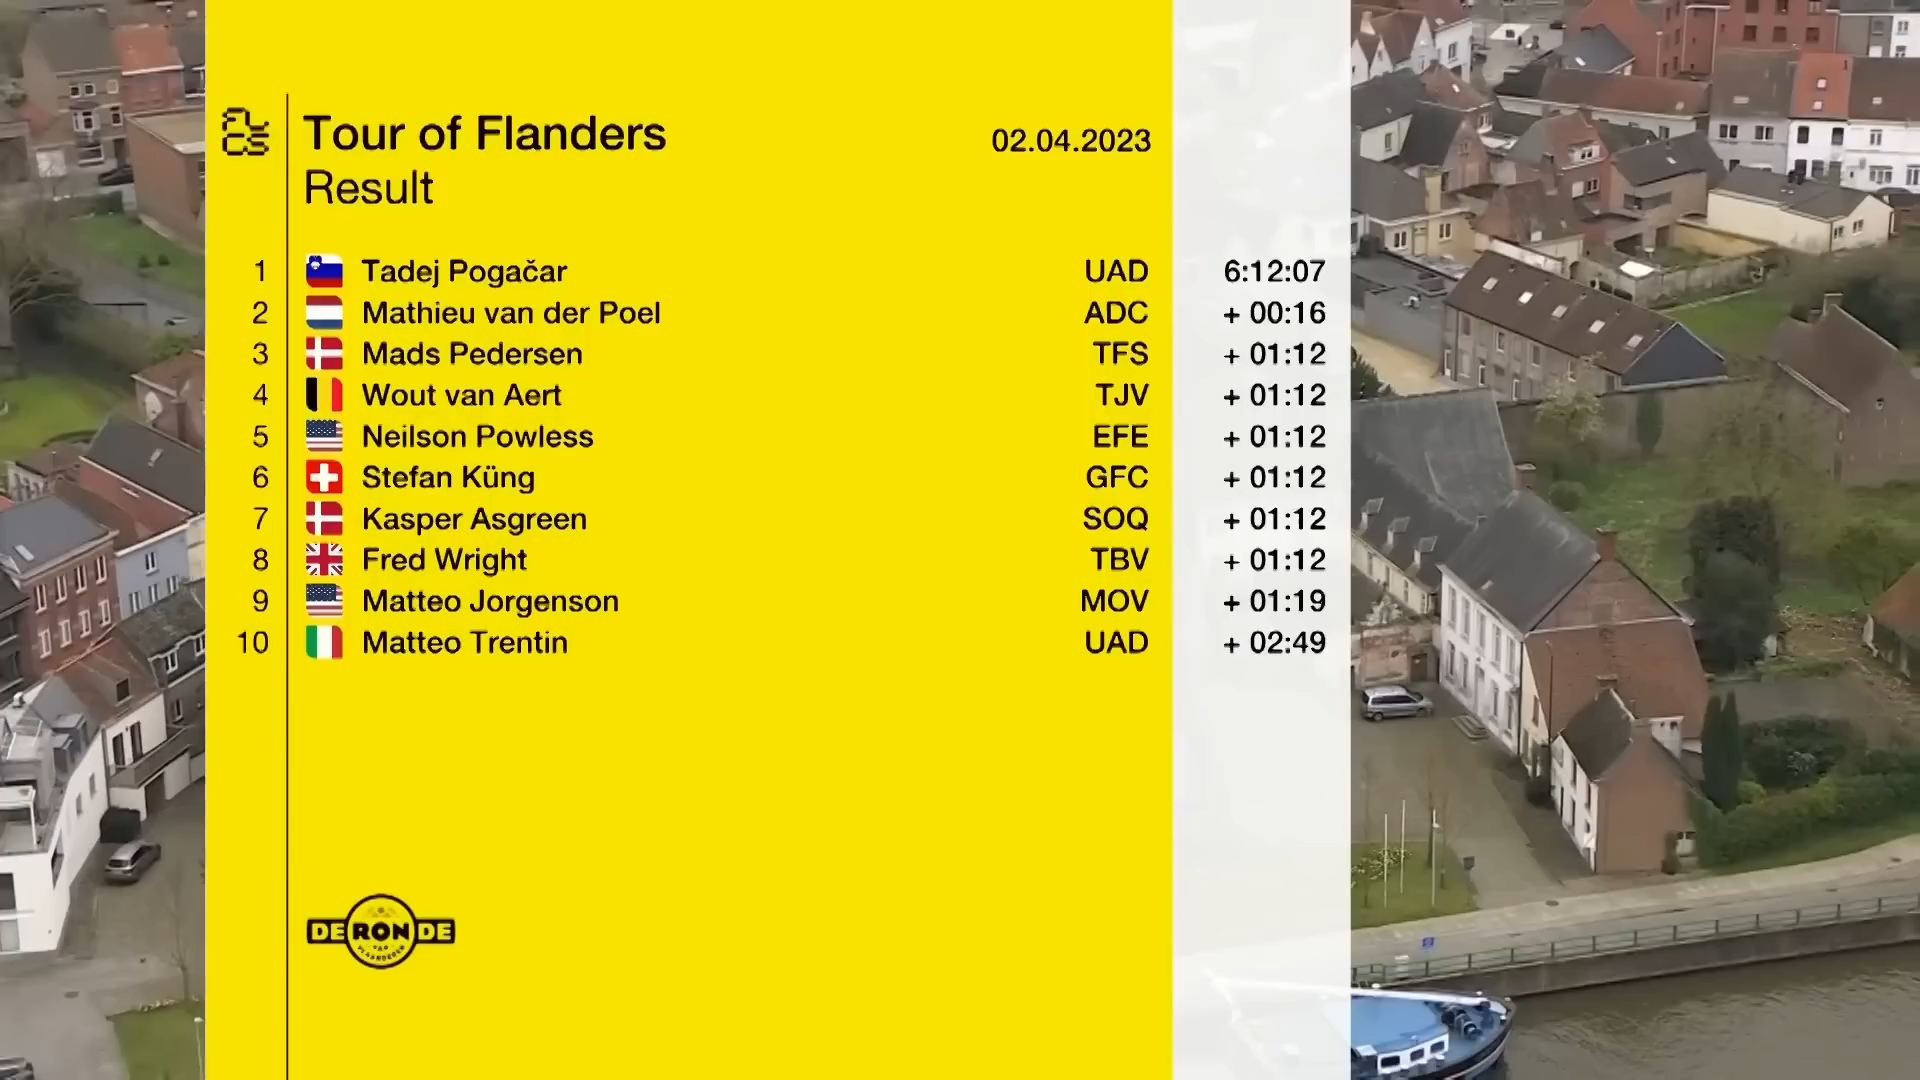 Tour of Flanders 02.04.2023
Result
1 Tadej Pogačar UAD 6:12:07
2 Mathieu van der Poel ADC + 00:16
3 Mads Pedersen TFS + 01:12
4 Wout van Aert TJV + 01:12
5 Neilson Powless EFE + 01:12
6 Stefan Küng GFC + 01:12
7 Kasper Asgreen SOQ + 01:12
8 Fred Wright TBV + 01:12
9 Matteo Jorgenson MOV + 01:19
10 Matteo Trentin UAD + 02:49
DE RONDE
VAN
VLAANDEREN